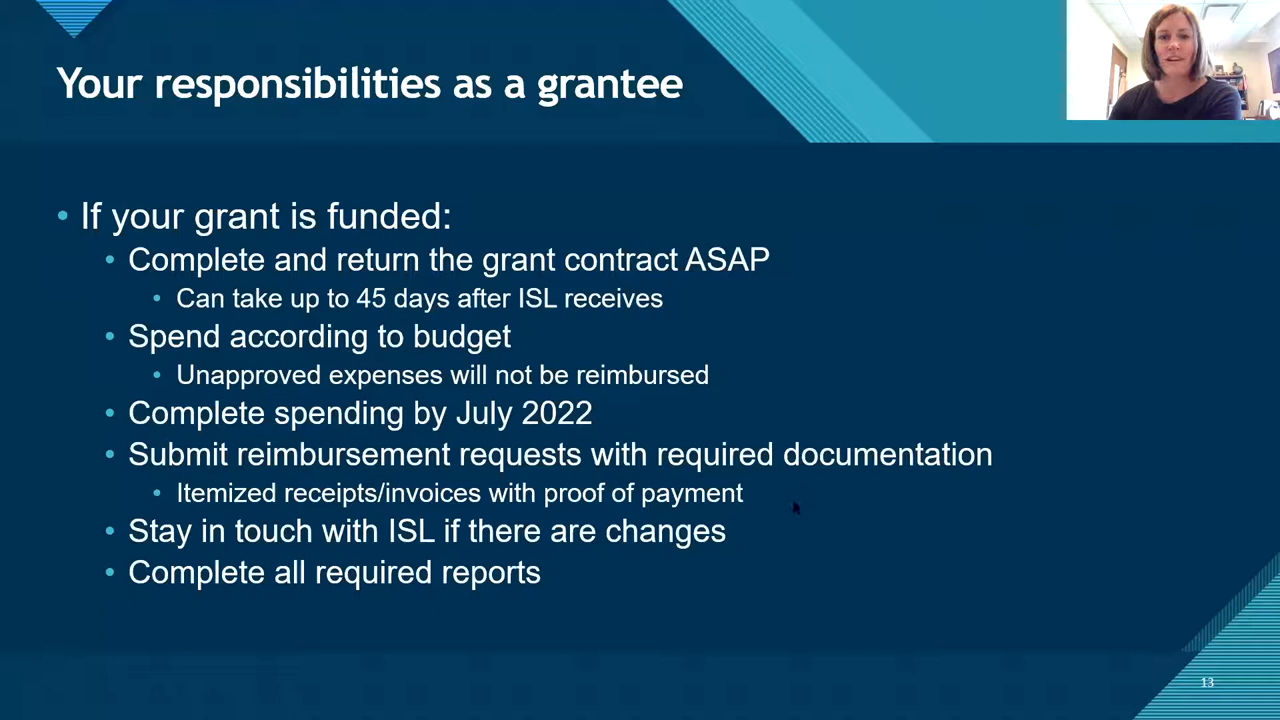 Your responsibilities as a grantee
• If your grant is funded:
• Complete and return the grant contract ASAP
• Can take up to 45 days after ISL receives
• Spend according to budget
• Unapproved expenses will not be reimbursed
• Complete spending by July 2022
• Submit reimbursement requests with required documentation
• Itemized receipts/invoices with proof of payment
• Stay in touch with ISL if there are changes
• Complete all required reports
13